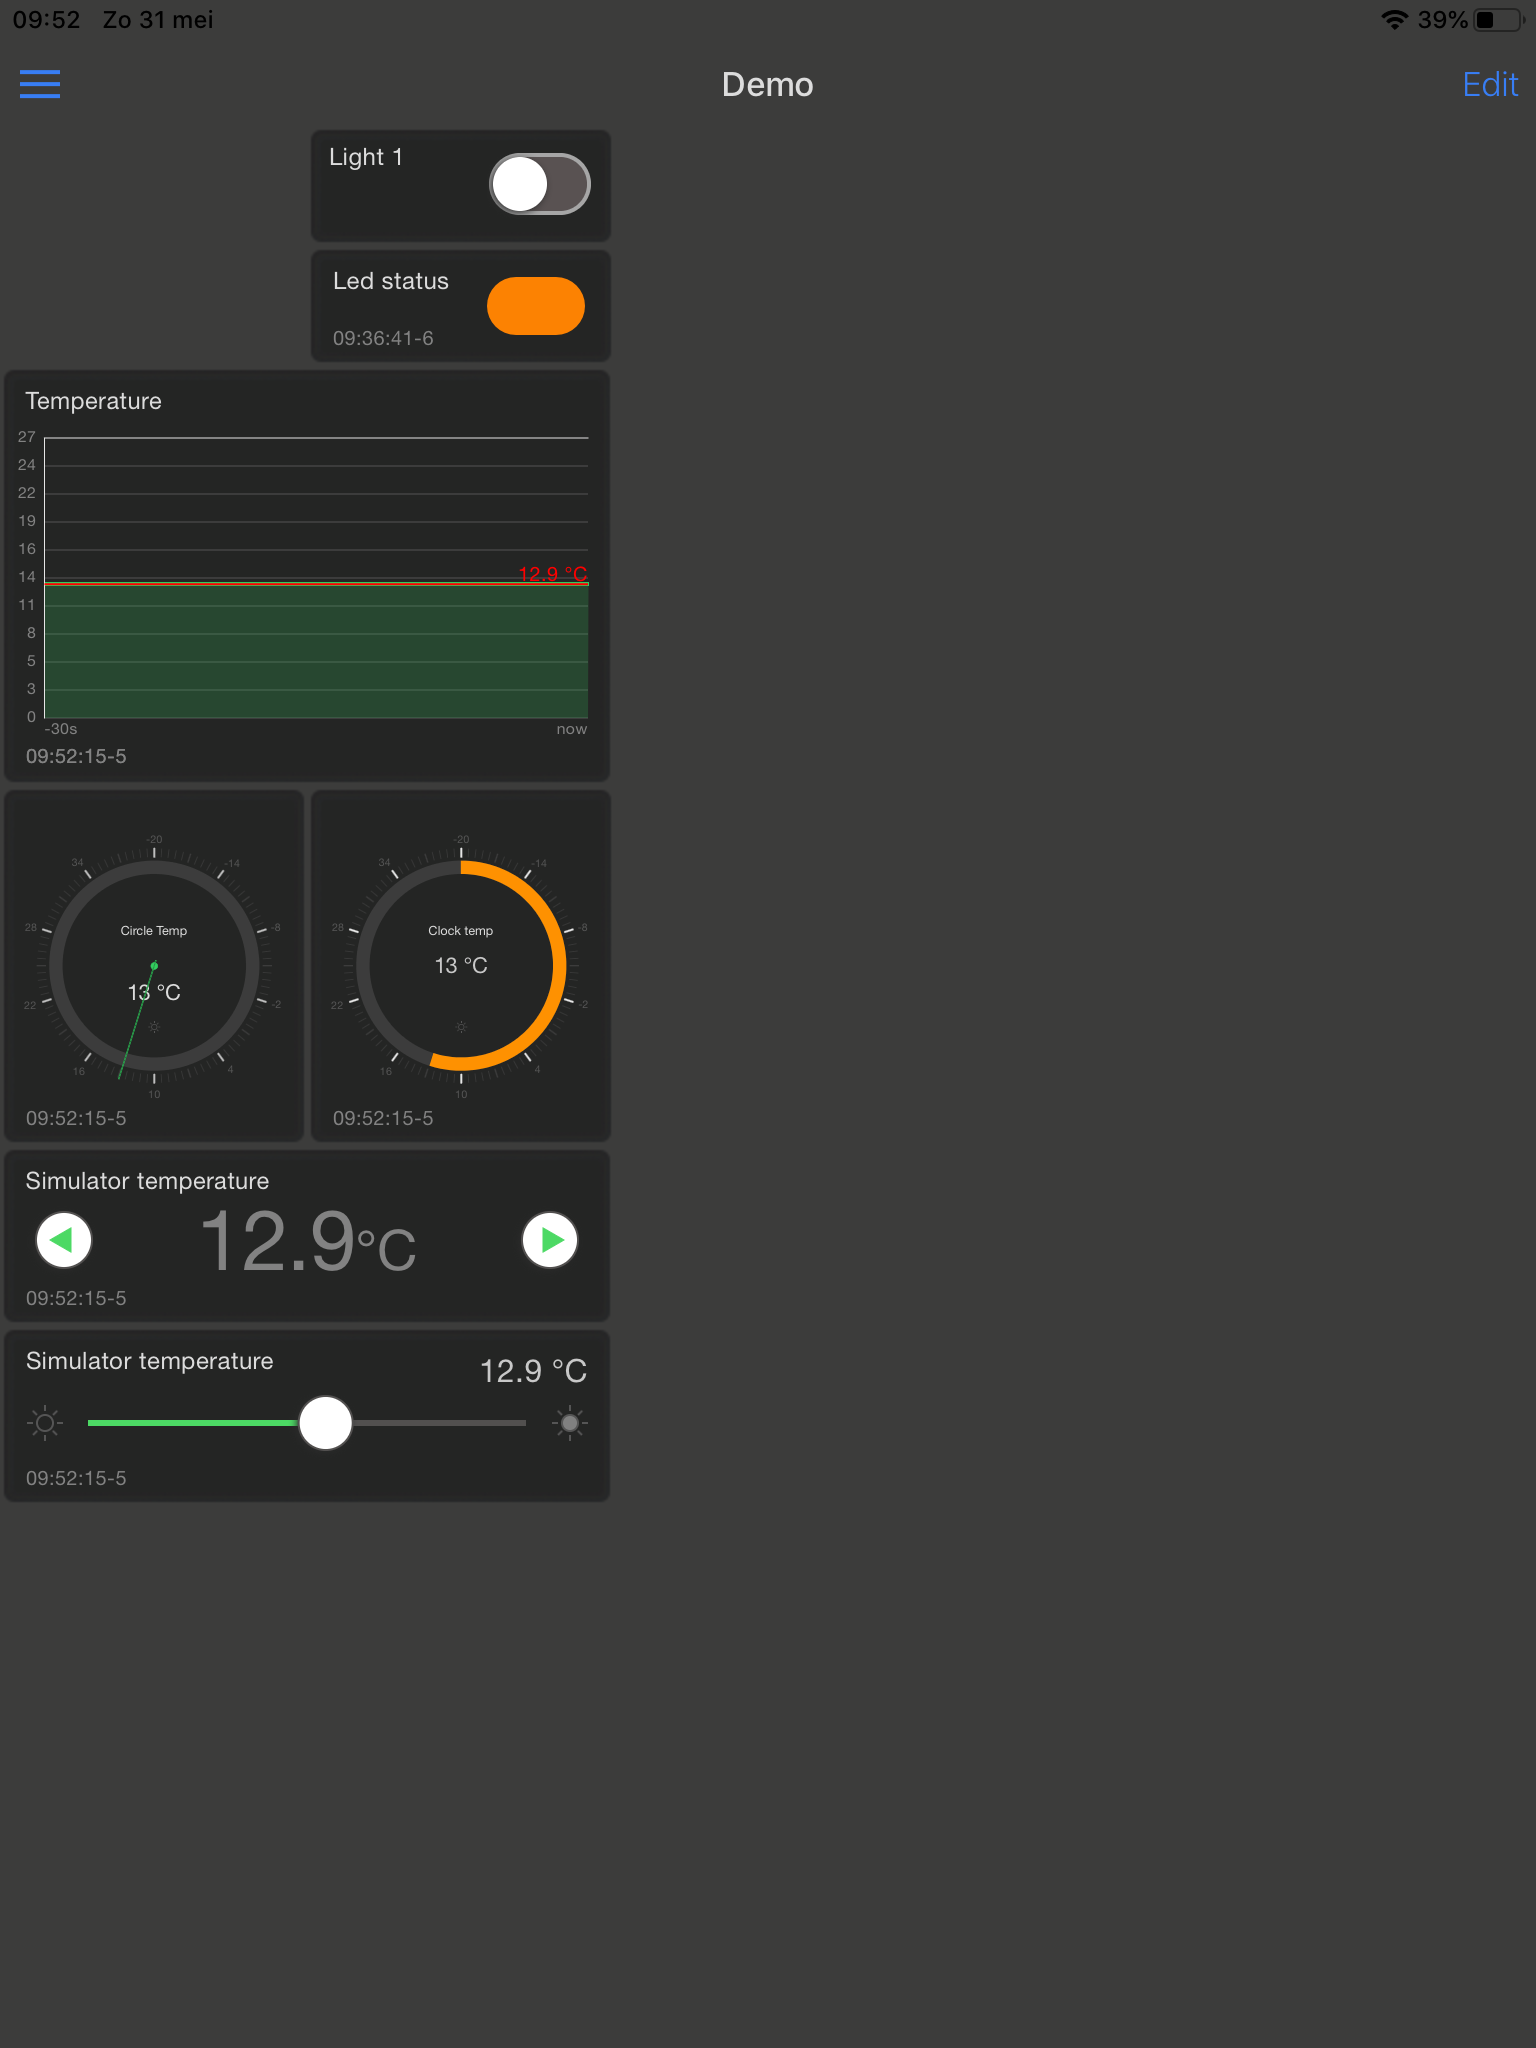 09:52 Zo 31 mei 39%
Demo
Edit
Light 1
Led status
09:36:41-6
Temperature
27
24
22
19
16
14
12.9 °C
11
8
5
3
0
-30s now
09:52:15-5
-20
34 -14
28 -8
Circle Temp
13 °C
22 -2
16 4
10
09:52:15-5
-20
34 -14
28 -8
Clock temp
13 °C
22 -2
16 4
10
09:52:15-5
Simulator temperature
12.9°C
09:52:15-5
Simulator temperature
12.9 °C
09:52:15-5